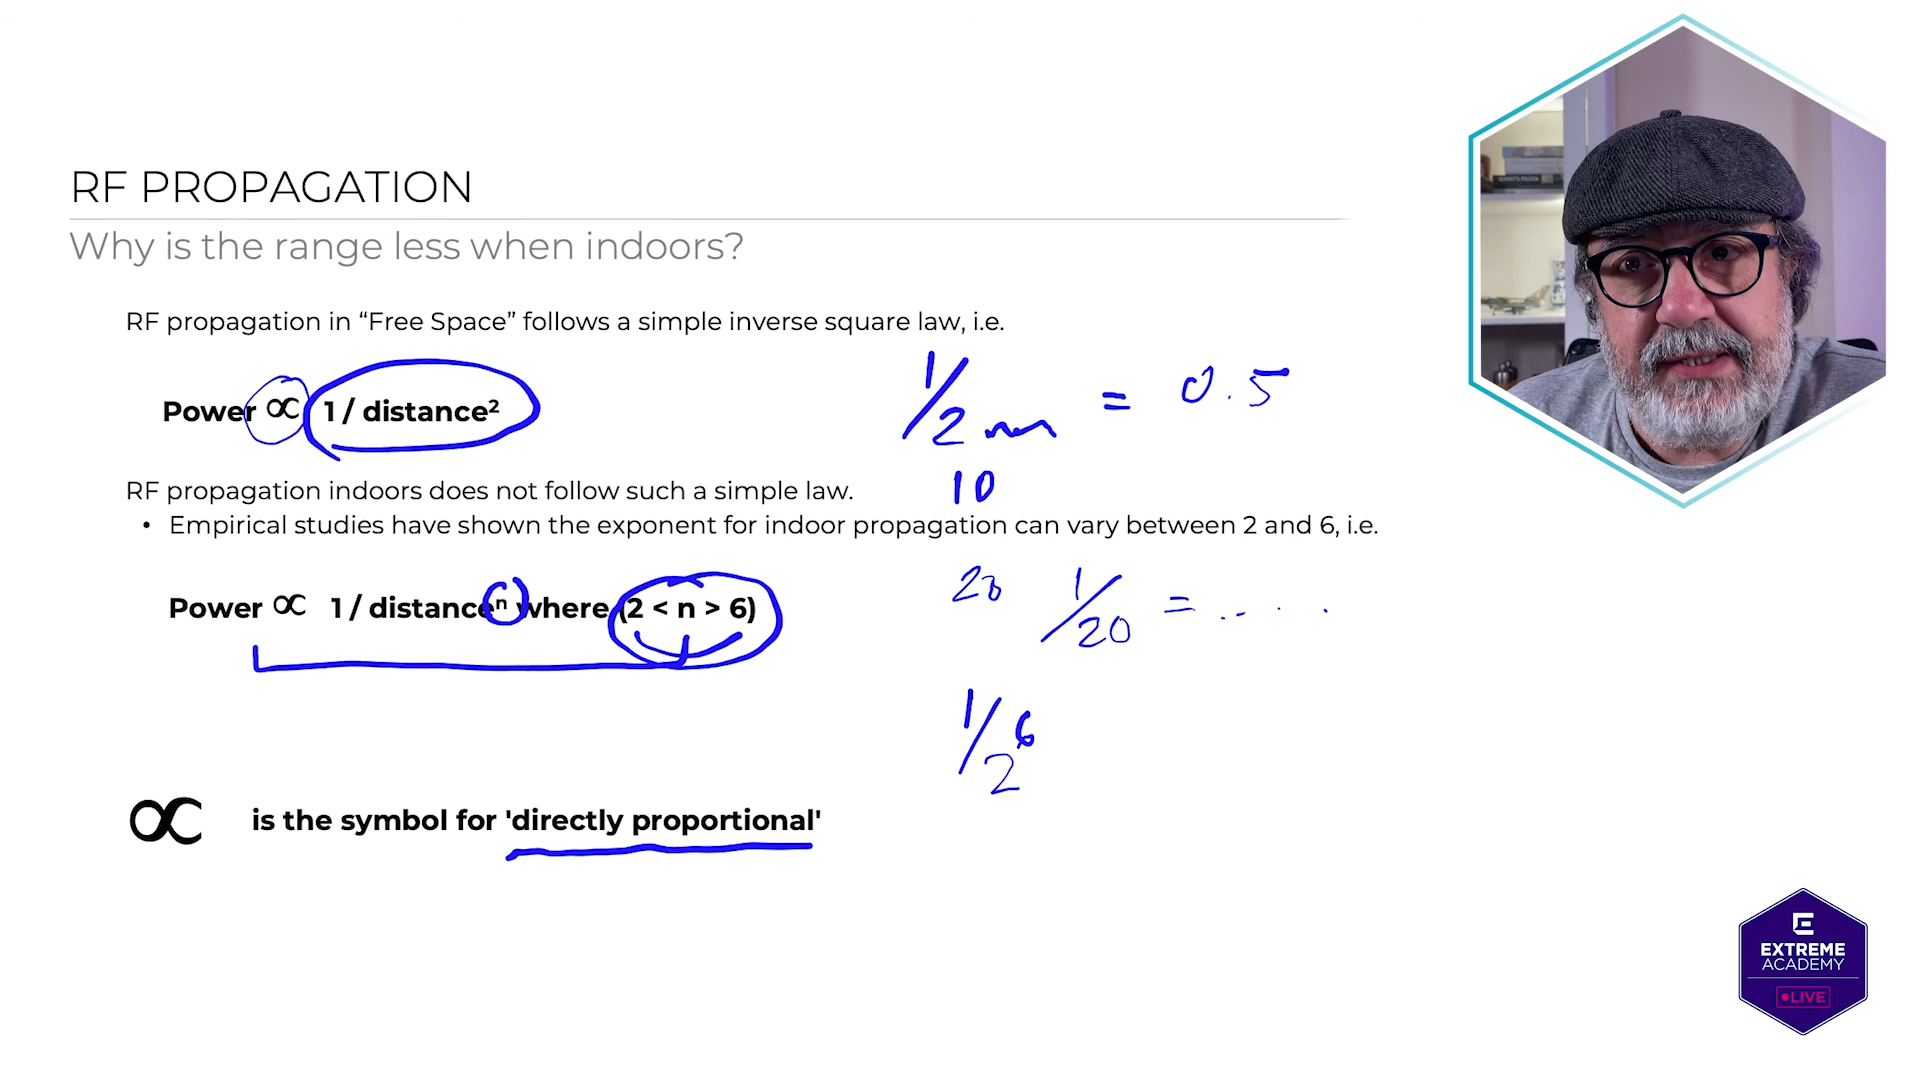 RF PROPAGATION
Why is the range less when indoors?
RF propagation in “Free Space” follows a simple inverse square law, i.e.
Power ∝ 1 / distance²
1/2 = 0.5
10
RF propagation indoors does not follow such a simple law.
• Empirical studies have shown the exponent for indoor propagation can vary between 2 and 6, i.e.
Power ∝ 1 / distanceⁿ where (2 < n > 6)
20 1/20 = ....
1/2⁶
∝ is the symbol for 'directly proportional'
E
EXTREME
ACADEMY
LIVE